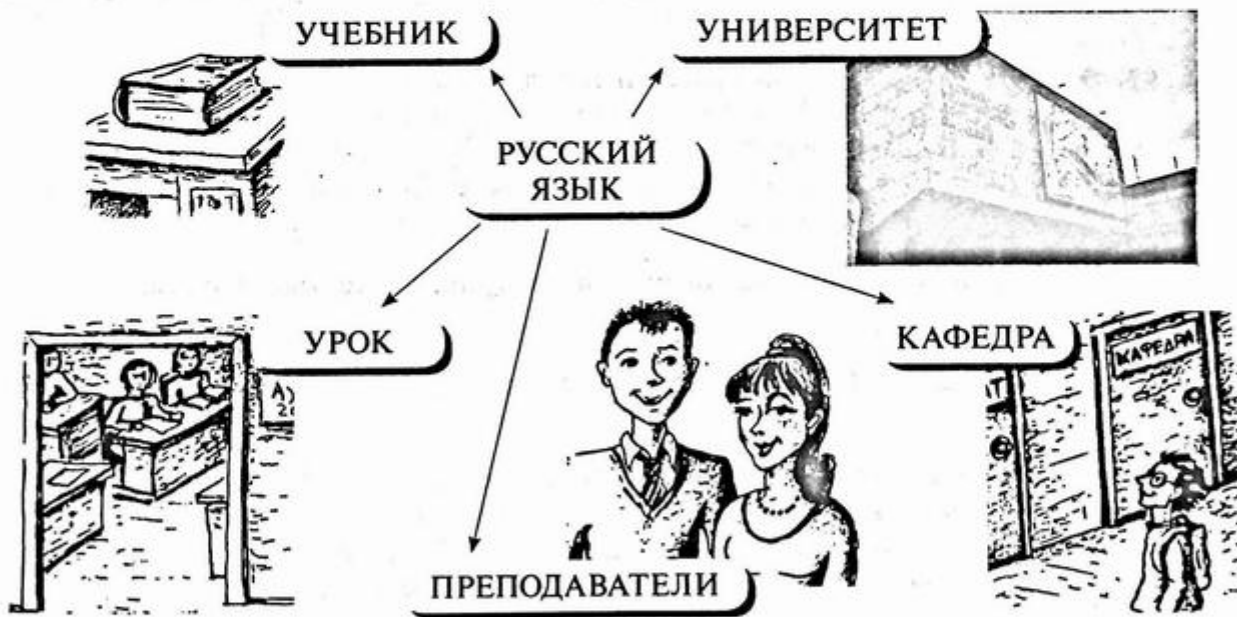 УЧЕБНИК
УНИВЕРСИТЕТ
РУССКИЙ
ЯЗЫК
УРОК
КАФЕДРА
КАФЕДРА
ПРЕПОДАВАТЕЛИ